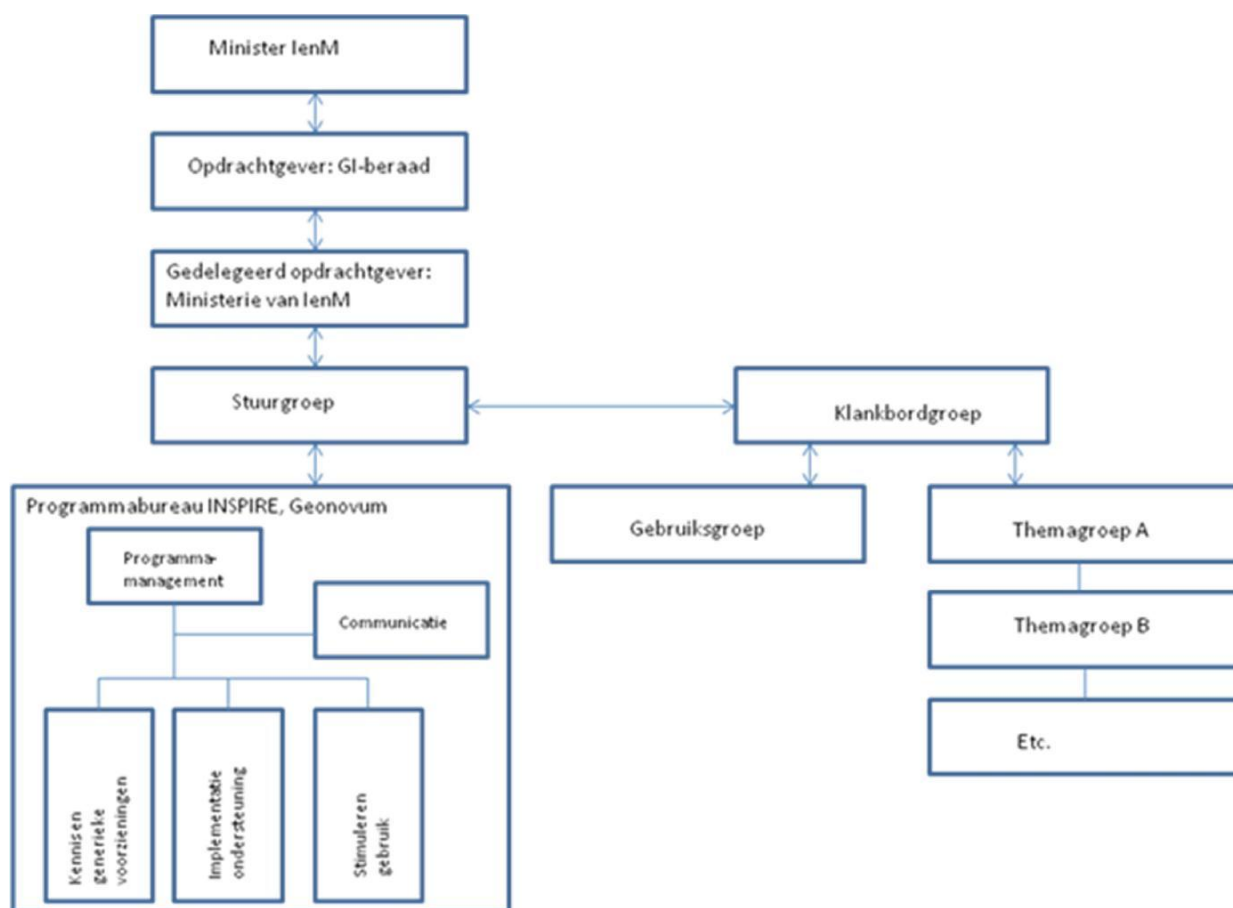 Minister IenM
Opdrachtgever: GI-beraad
Gedelegeerd opdrachtgever:
Ministerie van IenM
Stuurgroep
Klankbordgroep
Programmabureau INSPIRE, Geonovum
Programma-
management
Communicatie
Kennis en
generieke
voorzieningen
Implementatie
ondersteuning
Stimuleren
gebruik
Gebruiksgroep
Themagroep A
Themagroep B
Etc.